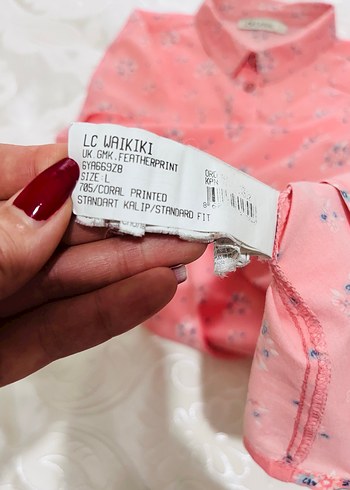 LC WAIKIKI
UK.GMK.FEATHERPRINT
6YA669Z8
SIZE:L
705/CORAL PRINTED
STANDART KALIP/STANDARD FIT